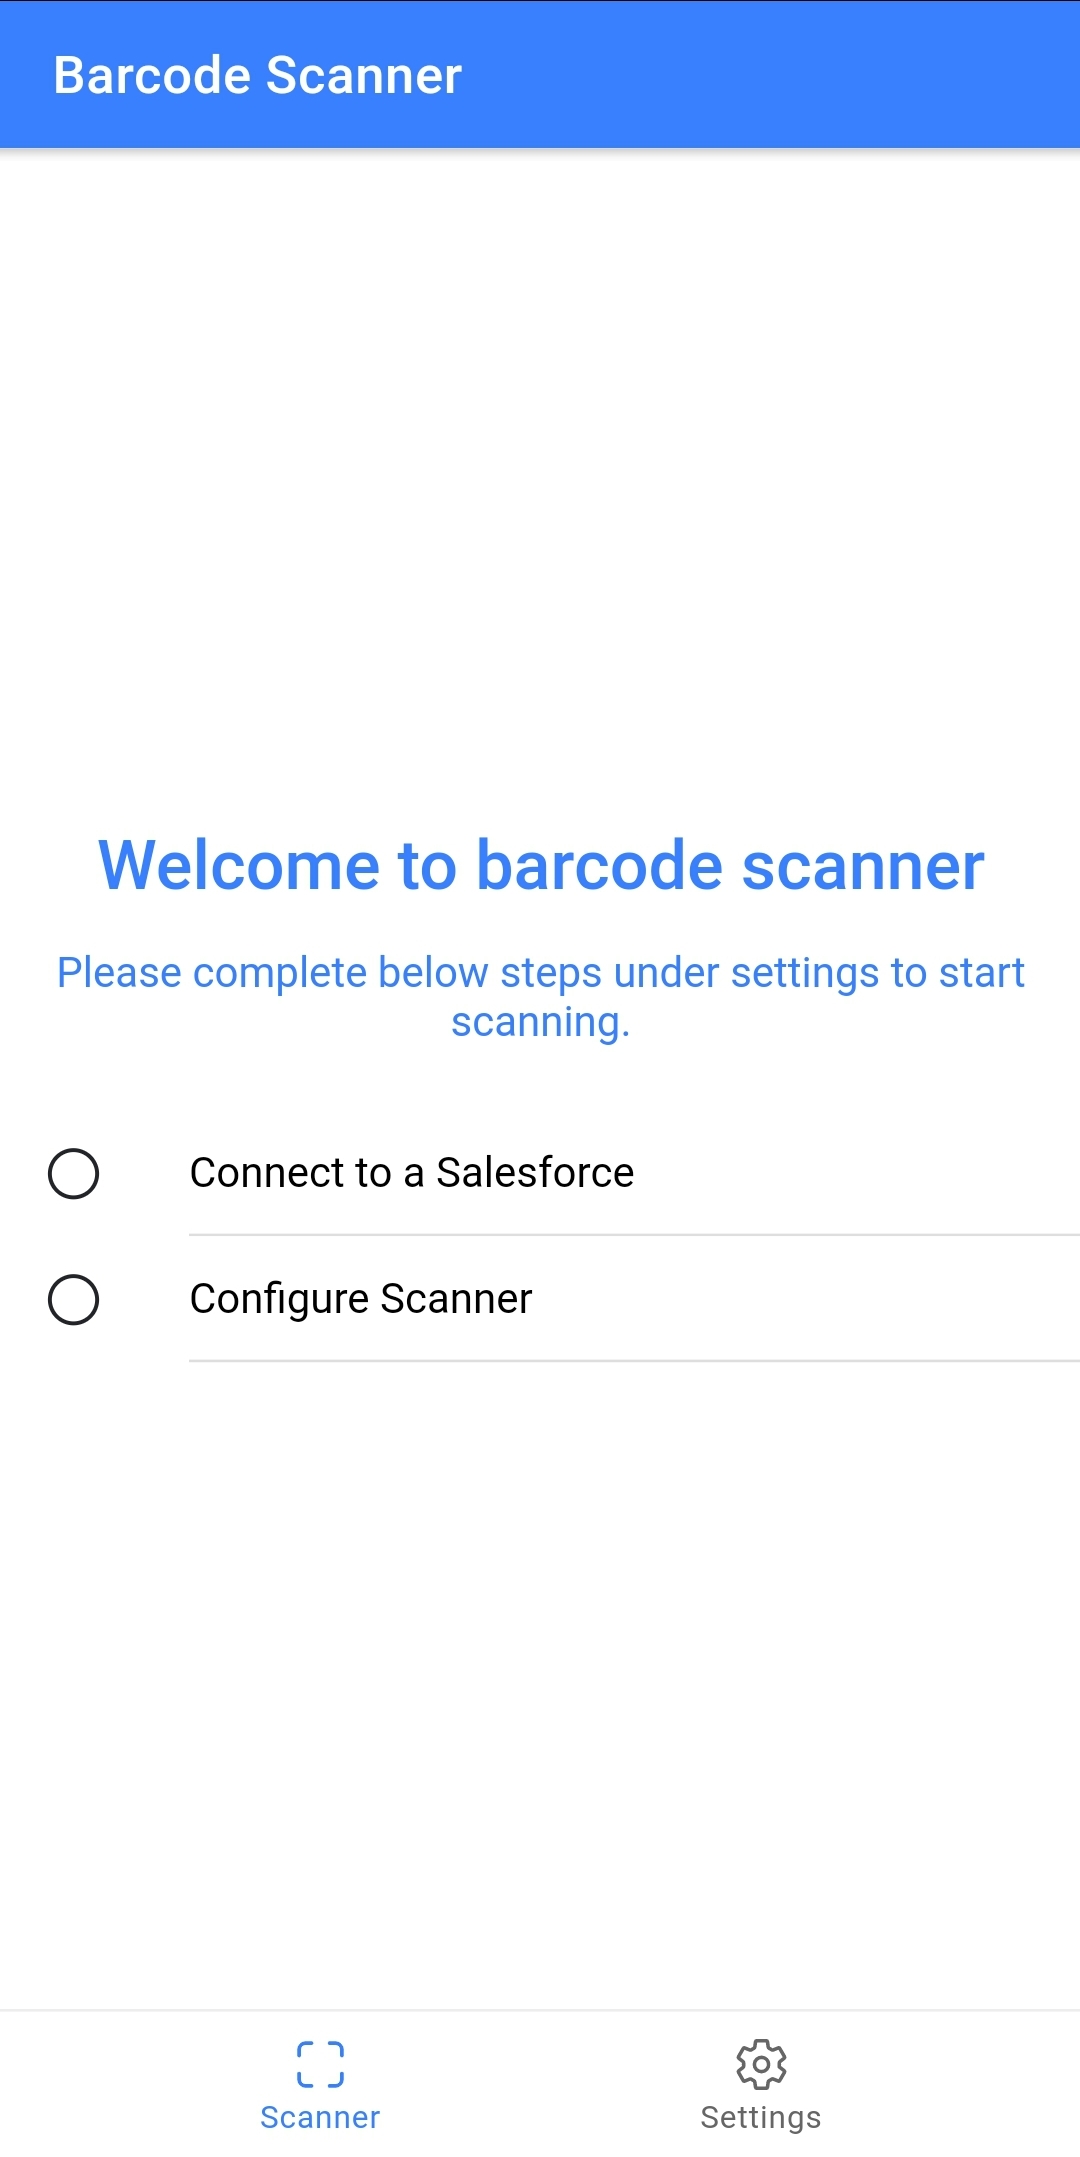 Barcode Scanner
Welcome to barcode scanner
Please complete below steps under settings to start
scanning.
Connect to a Salesforce
Configure Scanner
Scanner
Settings